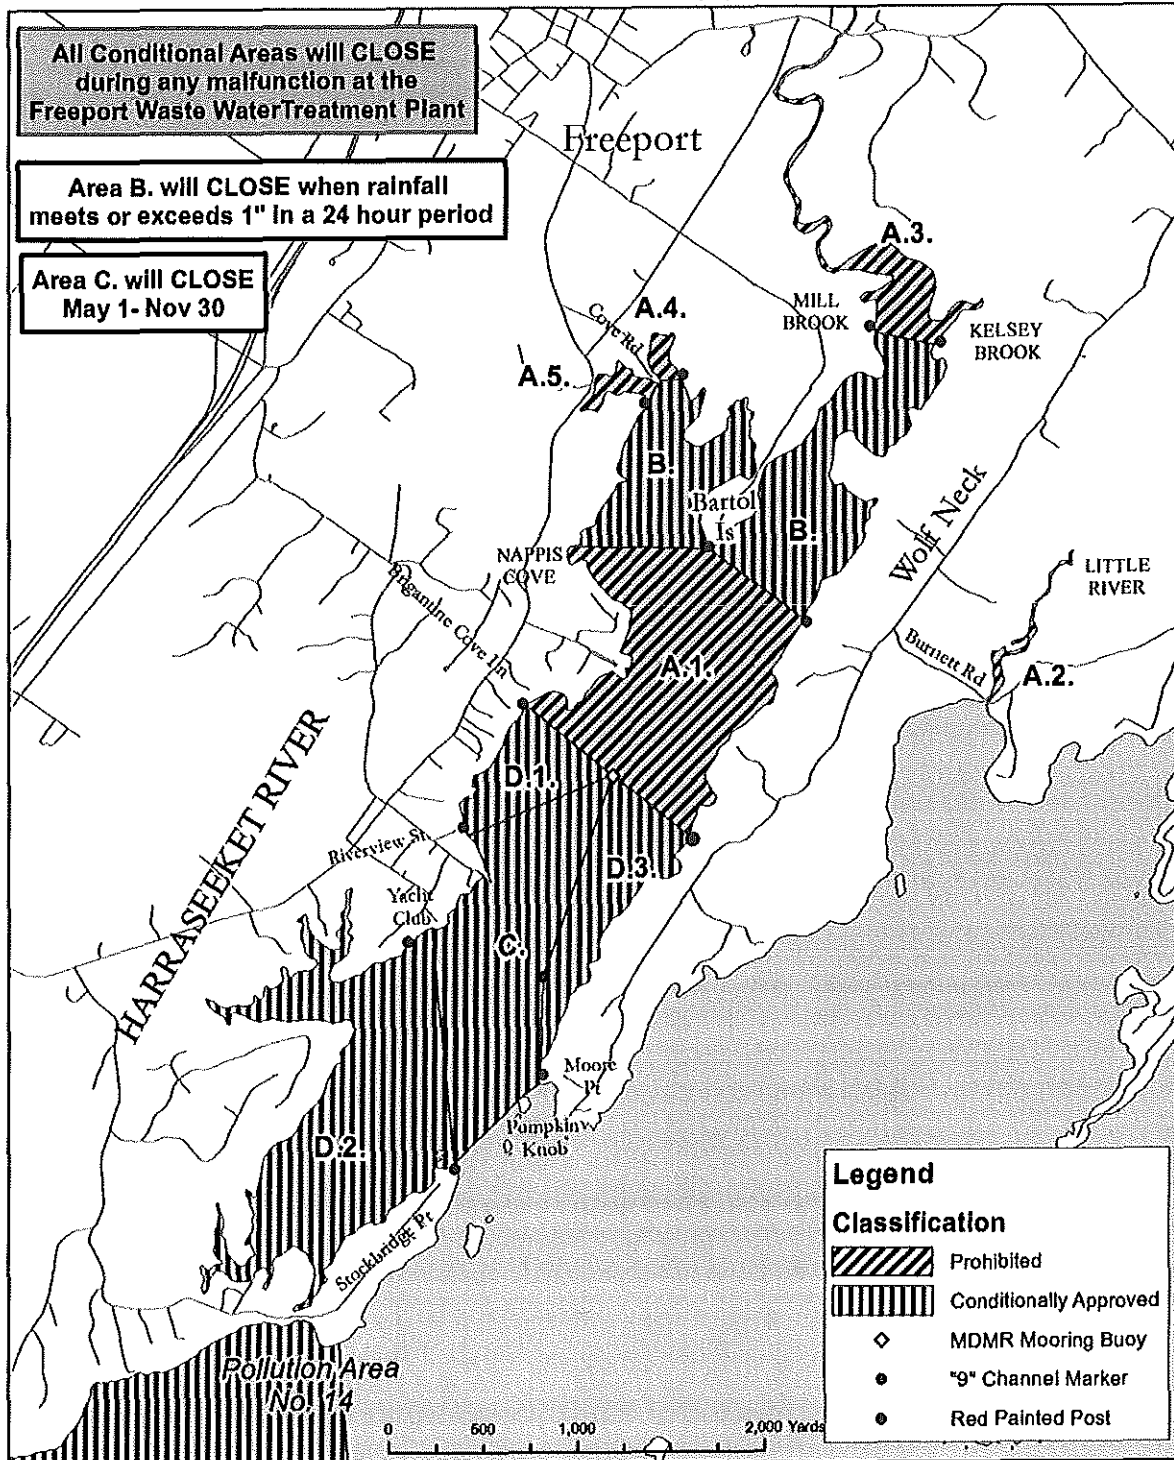 All Conditional Areas will CLOSE
during any malfunction at the
Freeport Waste WaterTreatment Plant
Area B. will CLOSE when rainfall
meets or exceeds 1" in a 24 hour period
Area C. will CLOSE
May 1- Nov 30
Freeport
A.3.
MILL
BROOK
KELSEY
BROOK
A.4.
Cove Rd
A.5.
B.
Bartol
Is
B.
Wolf Neck
NAPPIS
COVE
LITTLE
RIVER
Brigantine Cove Ln
Burnett Rd
A.2.
A.1.
HARRASEEKET RIVER
D.1.
Riverview St.
D.3.
Yacht
Club
C.
Moore
Pt
Pumpkin
Knob
D.2.
Stockbridge Pt
Pollution Area
No. 14
0 500 1,000 2,000 Yards
Legend
Classification
Prohibited
Conditionally Approved
MDMR Mooring Buoy
"9" Channel Marker
Red Painted Post